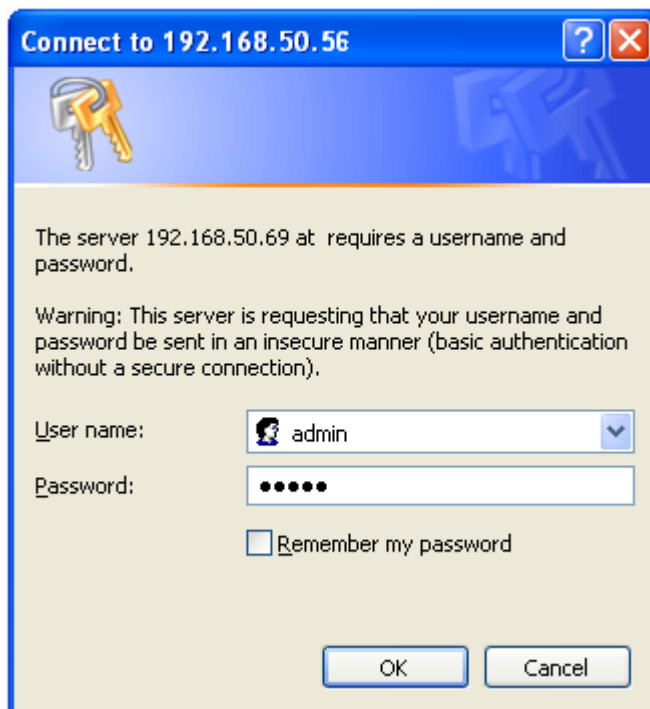 Connect to 192.168.50.56
The server 192.168.50.69 at  requires a username and
password.
Warning: This server is requesting that your username and
password be sent in an insecure manner (basic authentication
without a secure connection).
User name:
admin
Password:
•••••
Remember my password
OK
Cancel